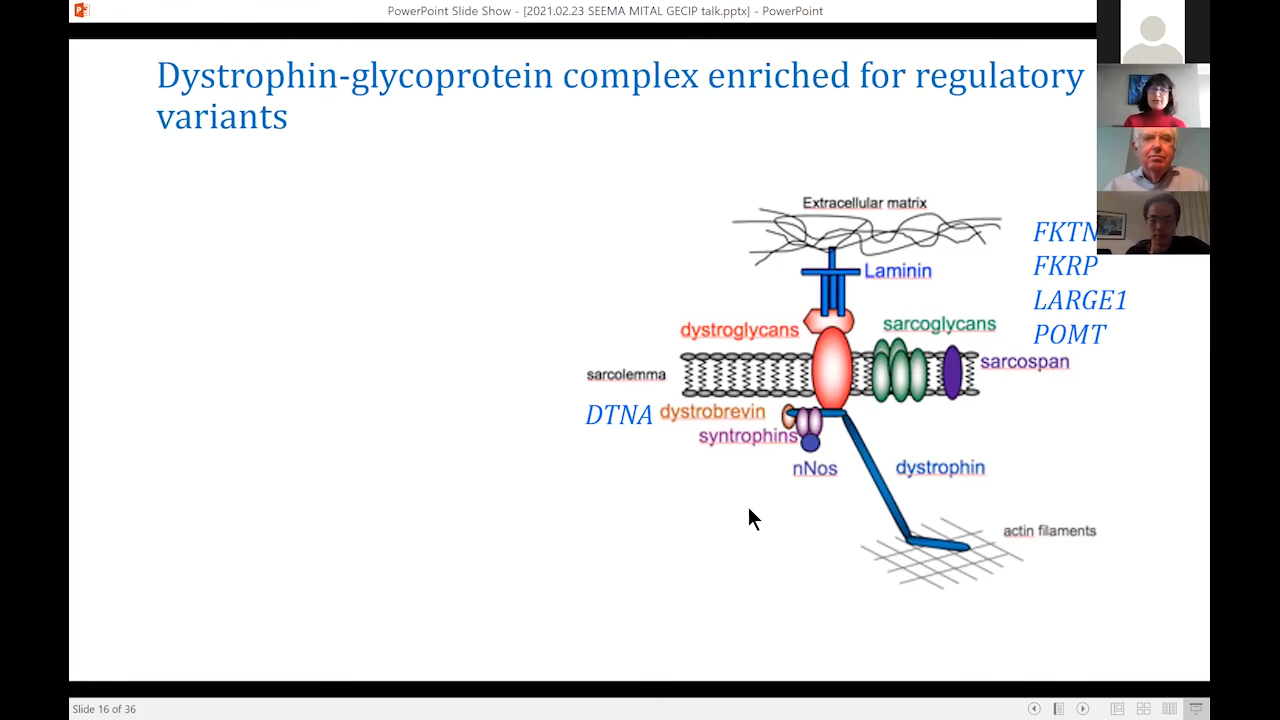 PowerPoint Slide Show - [2021.02.23 SEEMA MITAL GECIP talk.pptx] - PowerPoint
Dystrophin-glycoprotein complex enriched for regulatory
variants
Extracellular matrix
FKTN
Laminin
FKRP
LARGE1
dystroglycans
sarcoglycans
POMT
sarcospan
sarcolemma
DTNA
dystrobrevin
syntrophins
nNos
dystrophin
actin filaments
Slide 16 of 36